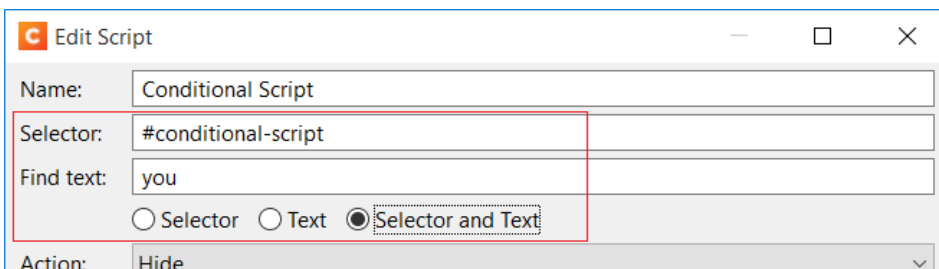 C Edit Script
Name: Conditional Script
Selector: #conditional-script
Find text: you
Selector Text Selector and Text
Action: Hide